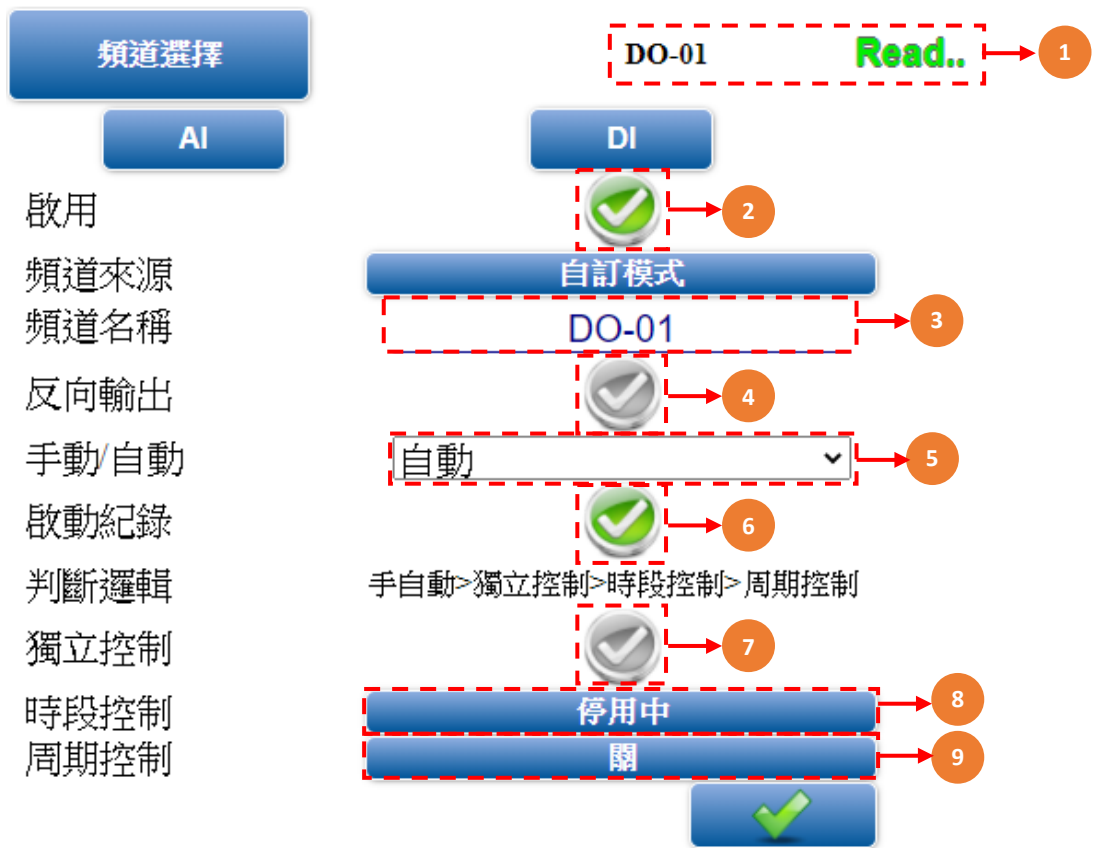 頻道選擇
DO-01 Read.. 1
AI DI
啟用 2
頻道來源 自訂模式
頻道名稱 DO-01 3
反向輸出 4
手動/自動 自動 5
啟動紀錄 6
判斷邏輯 手自動>獨立控制>時段控制>周期控制
獨立控制 7
時段控制 停用中 8
周期控制 關 9